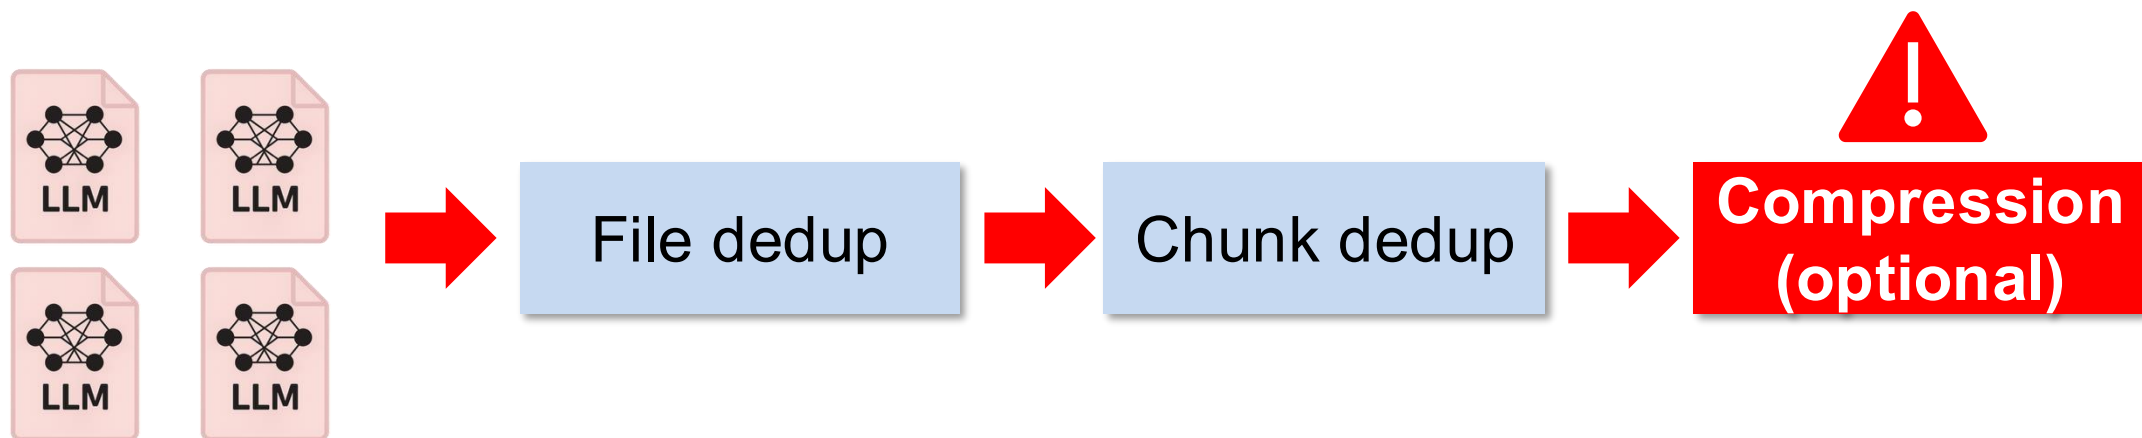 LLM
LLM
LLM
LLM
File dedup
Chunk dedup
Compression
(optional)